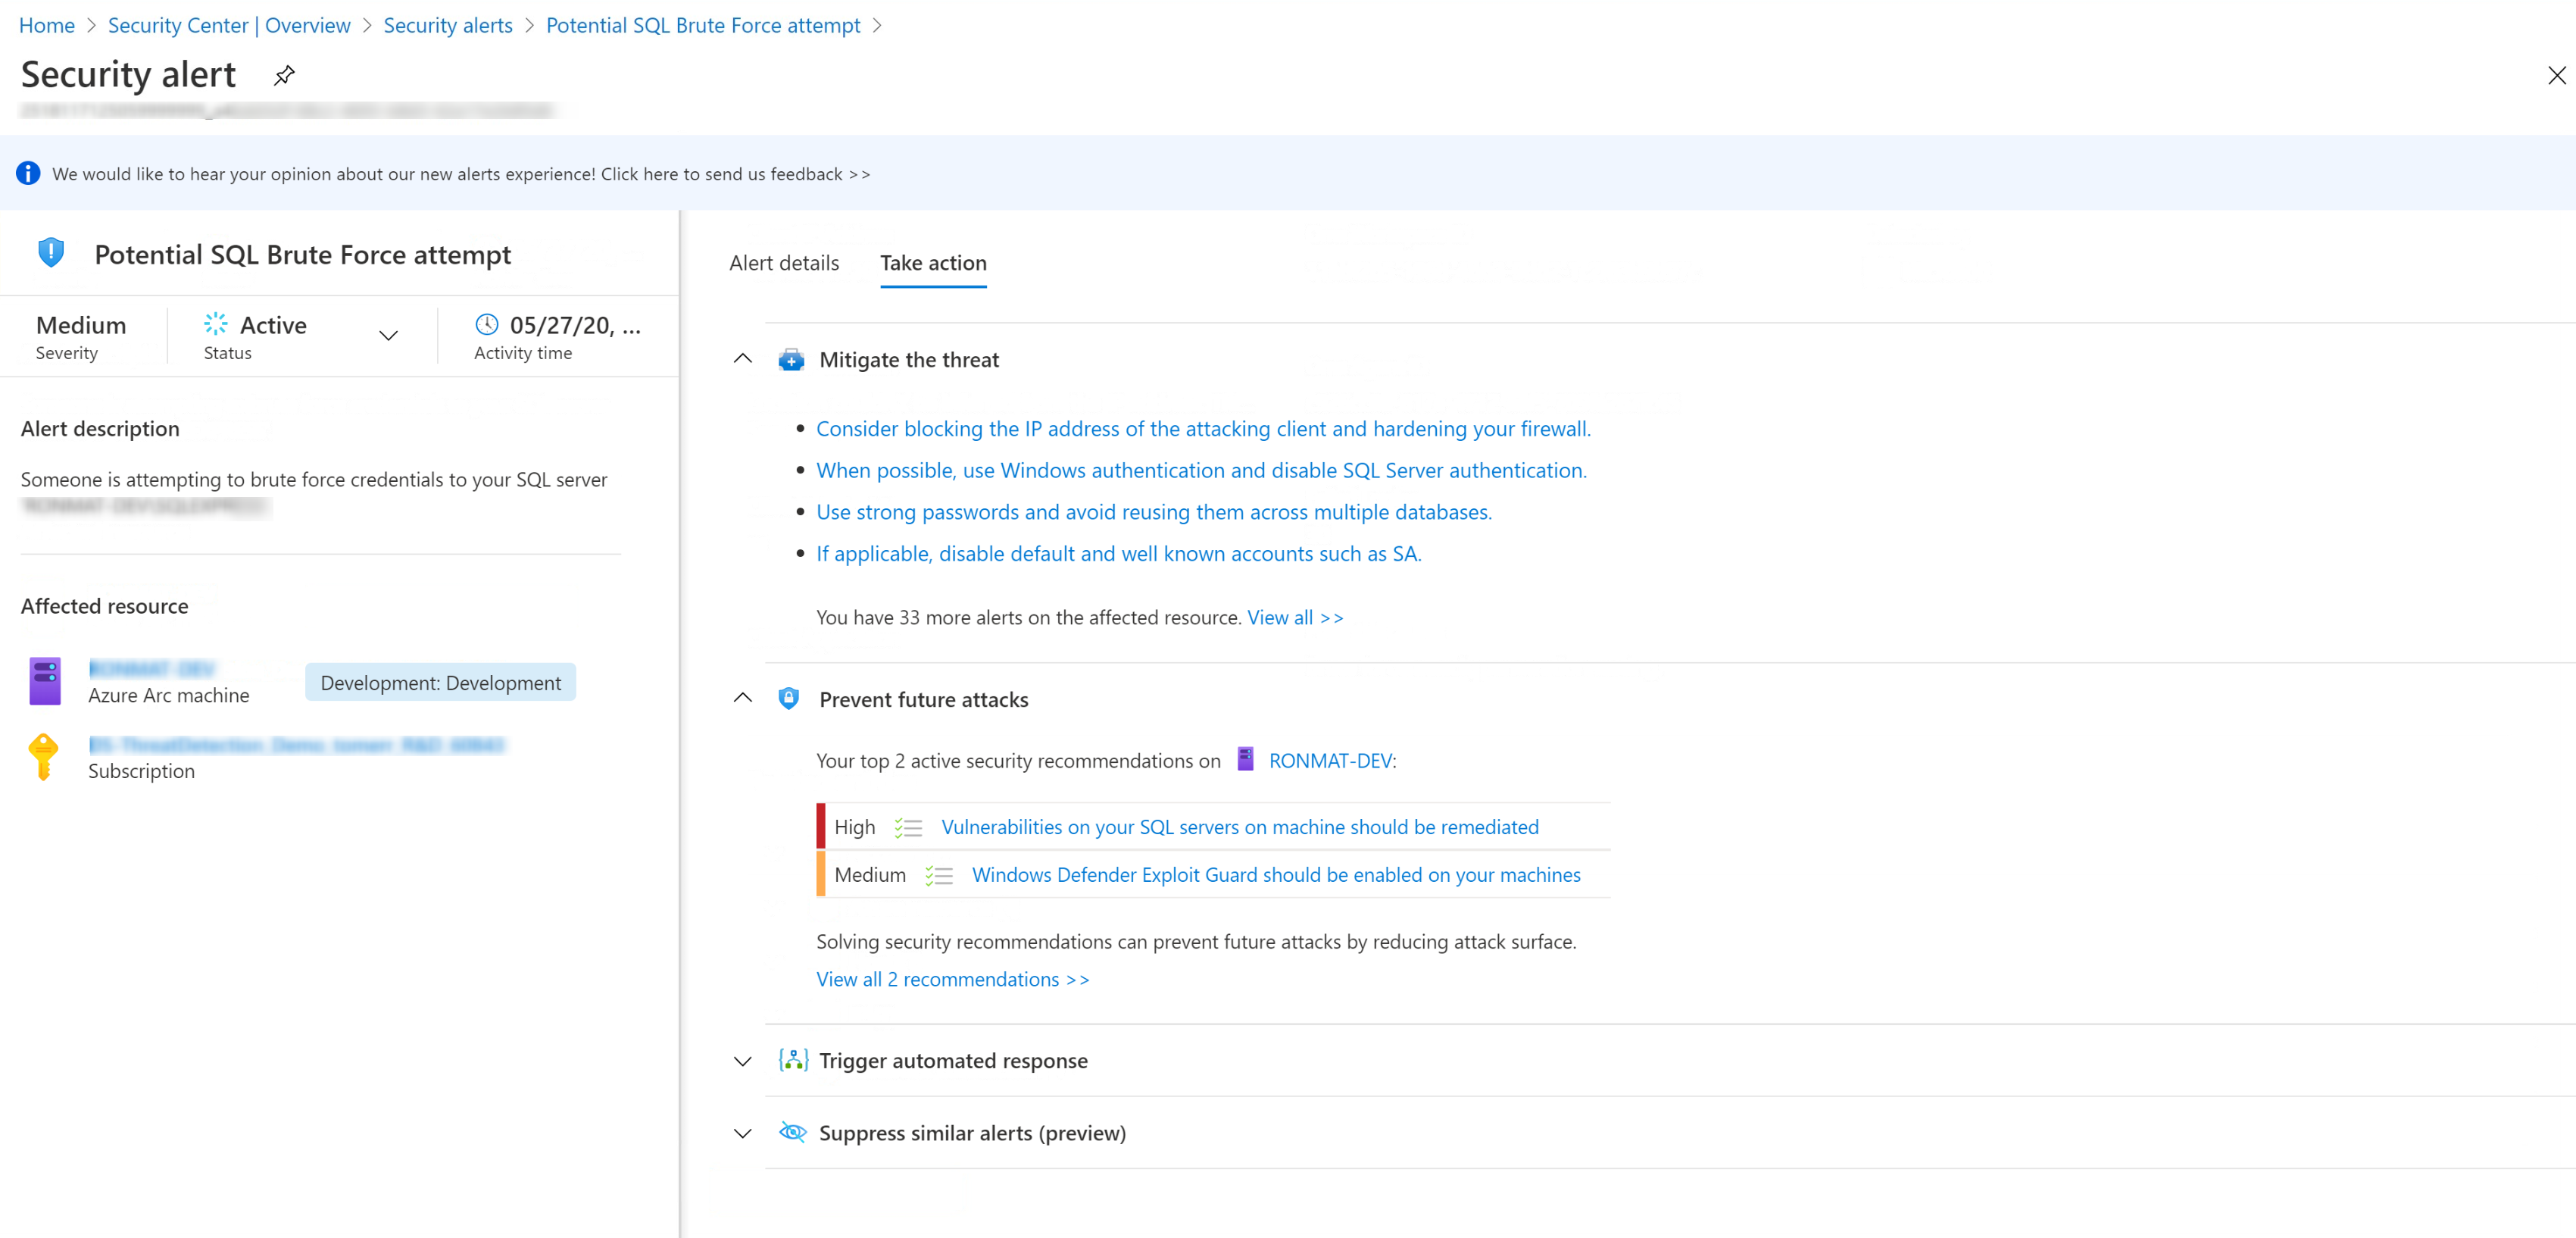 Home > Security Center | Overview > Security alerts > Potential SQL Brute Force attempt >
Security alert
We would like to hear your opinion about our new alerts experience! Click here to send us feedback >>
Potential SQL Brute Force attempt
Medium
Severity
Active
Status
05/27/20, ...
Activity time
Alert description
Someone is attempting to brute force credentials to your SQL server
Affected resource
Azure Arc machine
Development: Development
Subscription
Alert details
Take action
Mitigate the threat
• Consider blocking the IP address of the attacking client and hardening your firewall.
• When possible, use Windows authentication and disable SQL Server authentication.
• Use strong passwords and avoid reusing them across multiple databases.
• If applicable, disable default and well known accounts such as SA.
You have 33 more alerts on the affected resource. View all >>
Prevent future attacks
Your top 2 active security recommendations on RONMAT-DEV:
High Vulnerabilities on your SQL servers on machine should be remediated
Medium Windows Defender Exploit Guard should be enabled on your machines
Solving security recommendations can prevent future attacks by reducing attack surface.
View all 2 recommendations >>
Trigger automated response
Suppress similar alerts (preview)